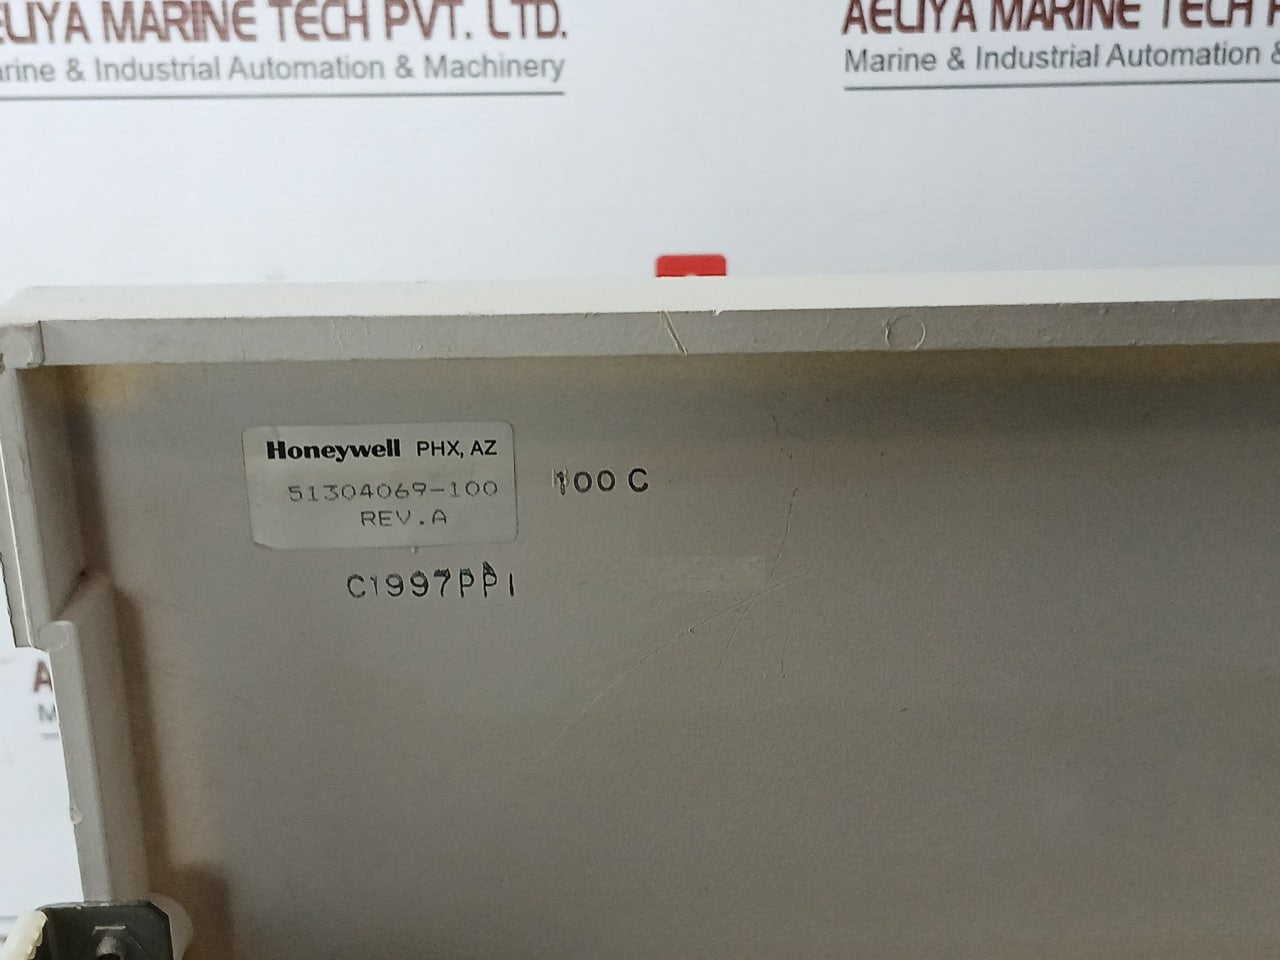 AELIYA MARINE TECH PVT. LTD.
Marine & Industrial Automation & Machinery
AELIYA MARINE TECH P
Marine & Industrial Automation &
Honeywell PHX, AZ
51304069-100
REV.A
100 C
C1997PPI
A
M